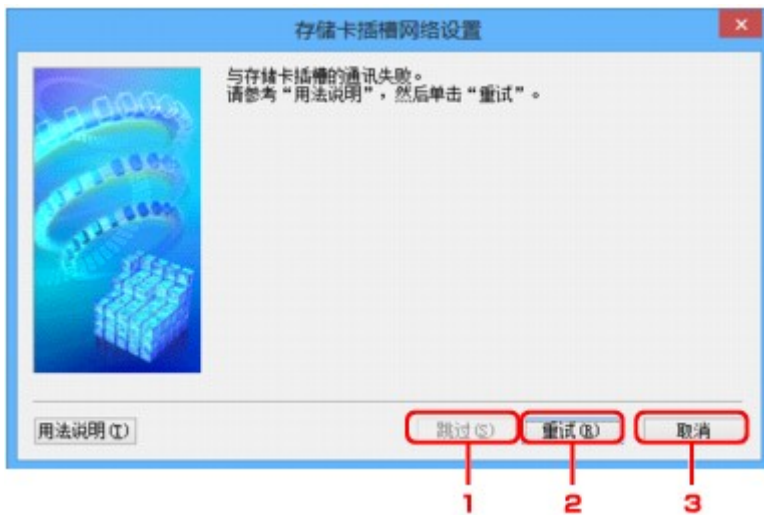 存储卡插槽网络设置
与存储卡插槽的通讯失败。
请参考“用法说明”，然后单击“重试”。
用法说明(I) 跳过(S) 重试(R) 取消
1 2 3